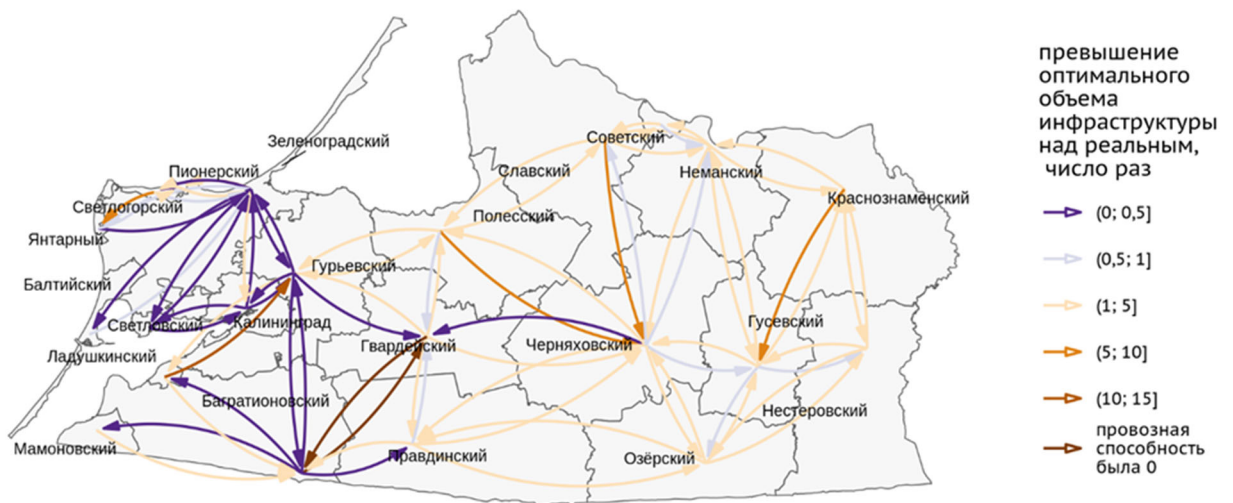 Зеленоградский
Пионерский
Светлогорский
Янтарный
Балтийский
Светловский
Калининград
Ладушкинский
Багратионовский
Мамоновский
Гурьевский
Гвардейский
Правдинский
Полесский
Славский
Советский
Неманский
Краснознаменский
Черняховский
Гусевский
Нестеровский
Озёрский
превышение
оптимального
объема
инфраструктуры
над реальным,
число раз
(0; 0,5]
(0,5; 1]
(1; 5]
(5; 10]
(10; 15]
провозная
способность
была 0